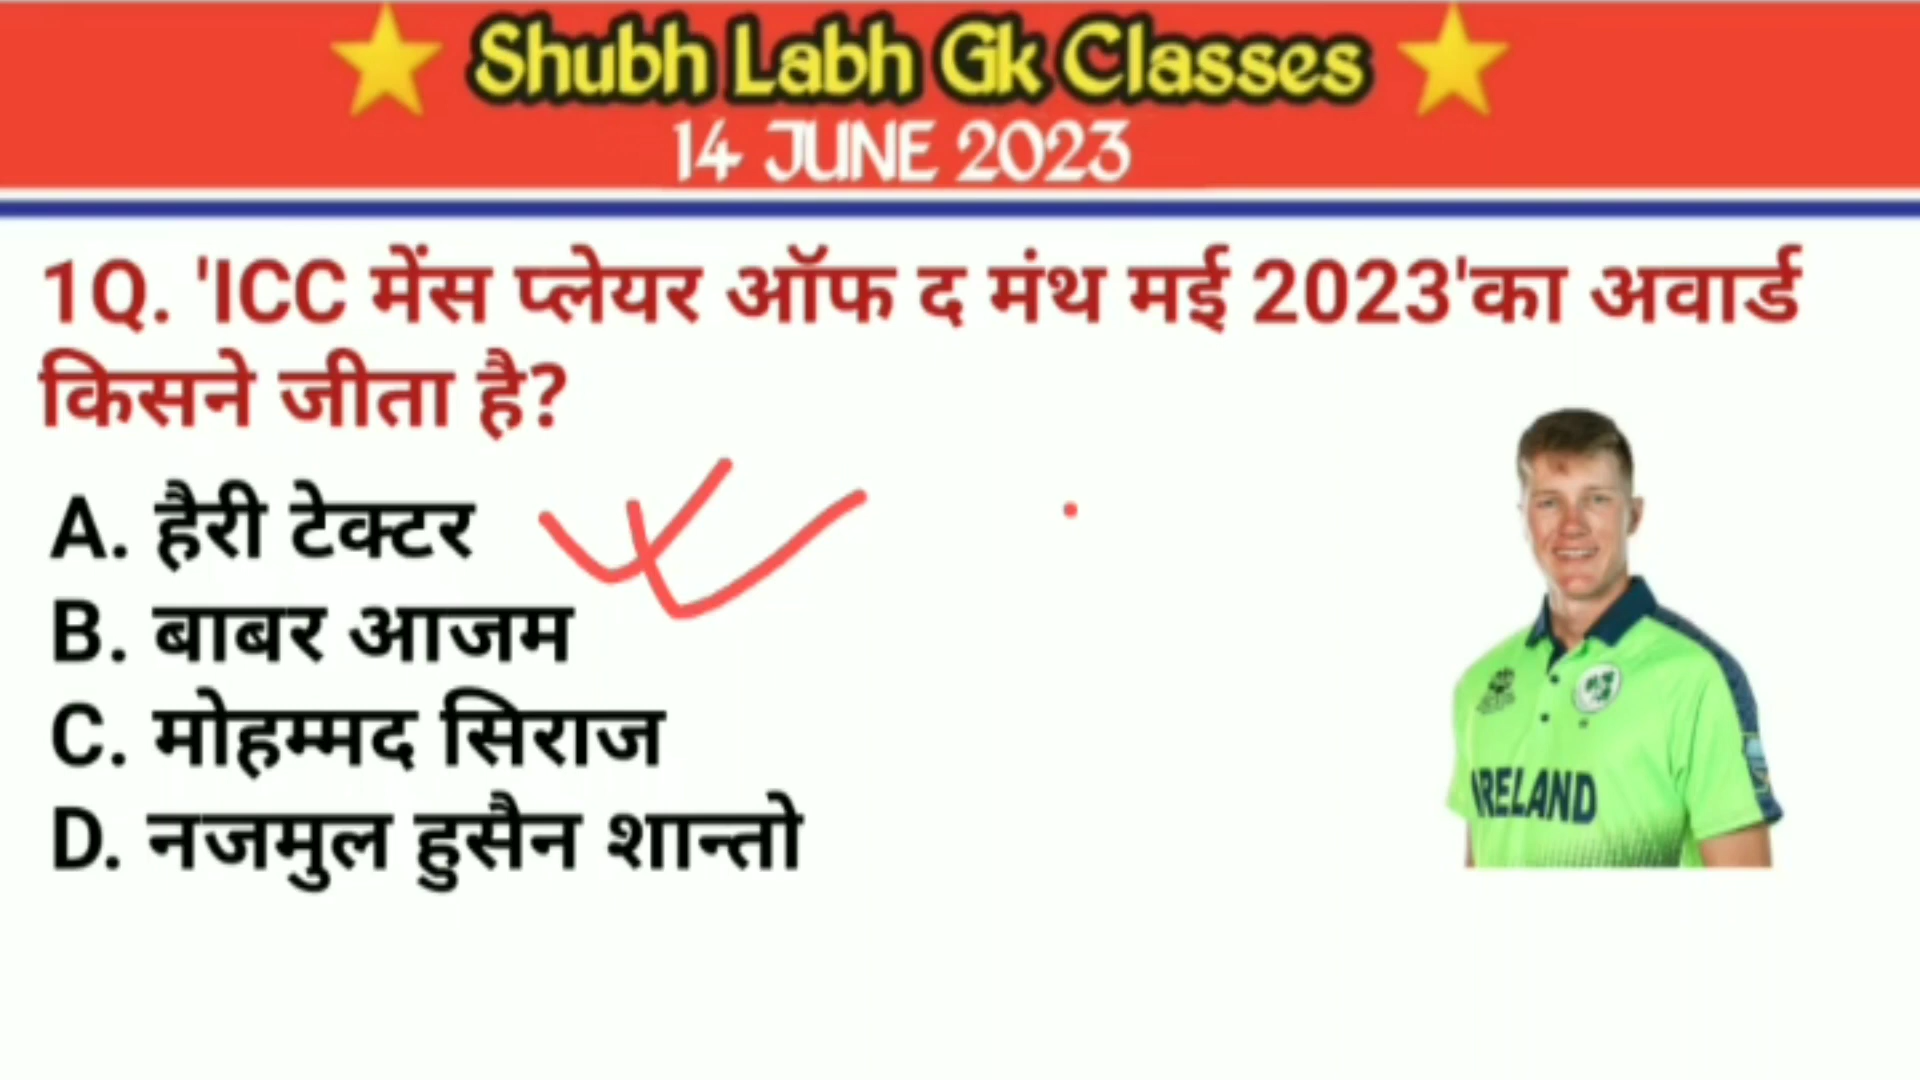 Shubh Labh Gk Classes
14 JUNE 2023
1Q. 'ICC मेंस प्लेयर ऑफ द मंथ मई 2023'का अवार्ड
किसने जीता है?
A. हैरी टेक्टर
B. बाबर आजम
C. मोहम्मद सिराज
D. नजमुल हुसैन शान्तो
IRELAND